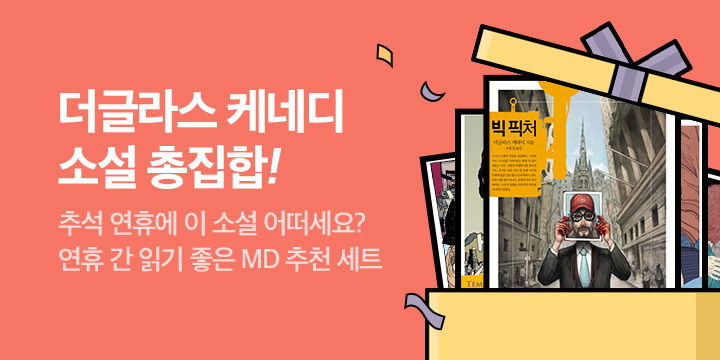 더글라스 케네디
소설 총집합!
추석 연휴에 이 소설 어떠세요?
연휴 간 읽기 좋은 MD 추천 세트
빅 픽처
더글라스 케네디 지음
TEM